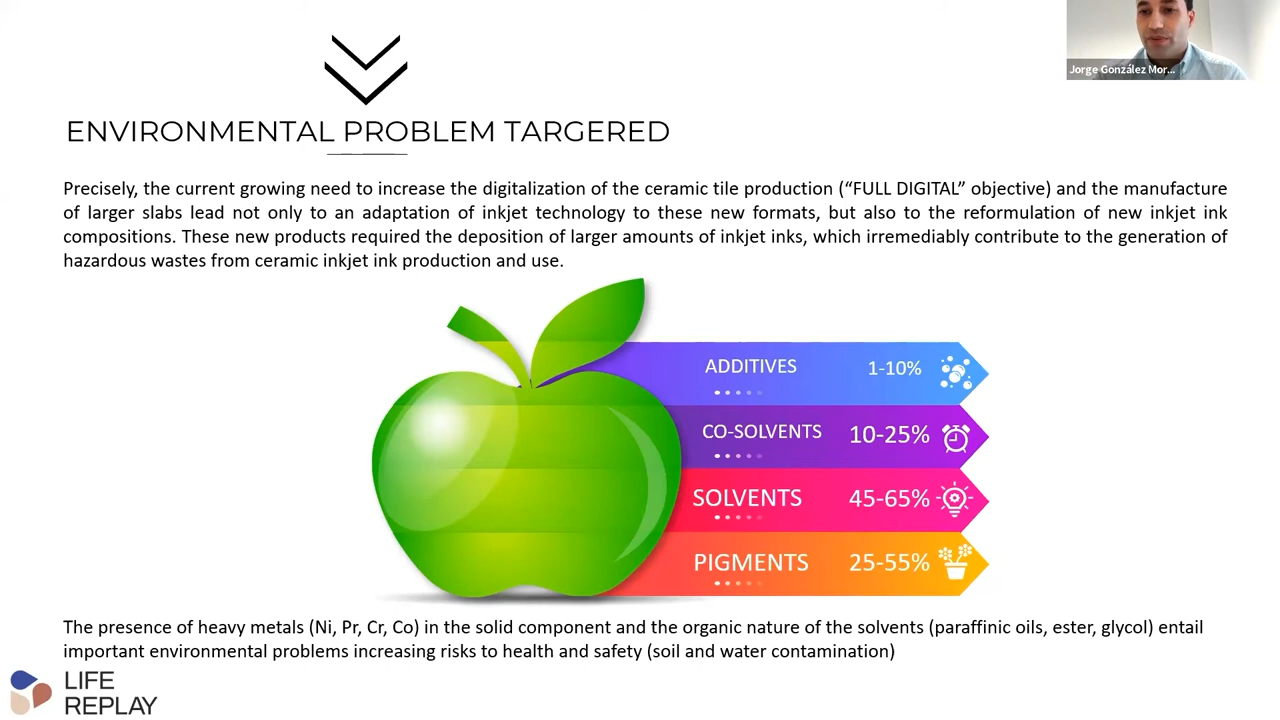 Jorge González Mor...
ENVIRONMENTAL PROBLEM TARGERED
Precisely, the current growing need to increase the digitalization of the ceramic tile production (“FULL DIGITAL” objective) and the manufacture
of larger slabs lead not only to an adaptation of inkjet technology to these new formats, but also to the reformulation of new inkjet ink
compositions. These new products required the deposition of larger amounts of inkjet inks, which irremediably contribute to the generation of
hazardous wastes from ceramic inkjet ink production and use.
ADDITIVES 1-10%
CO-SOLVENTS 10-25%
SOLVENTS 45-65%
PIGMENTS 25-55%
The presence of heavy metals (Ni, Pr, Cr, Co) in the solid component and the organic nature of the solvents (paraffinic oils, ester, glycol) entail
important environmental problems increasing risks to health and safety (soil and water contamination)
LIFE
REPLAY